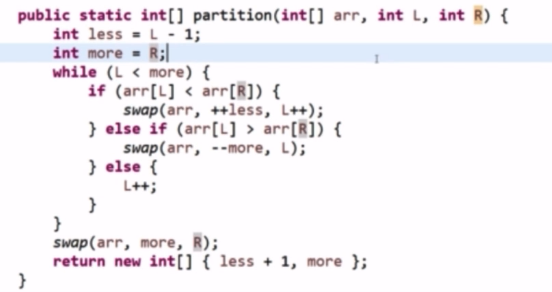 public static int[] partition(int[] arr, int L, int R) {
    int less = L - 1;
    int more = R;
    while (L < more) {
        if (arr[L] < arr[R]) {
            swap(arr, ++less, L++);
        } else if (arr[L] > arr[R]) {
            swap(arr, --more, L);
        } else {
            L++;
        }
    }
    swap(arr, more, R);
    return new int[] { less + 1, more };
}